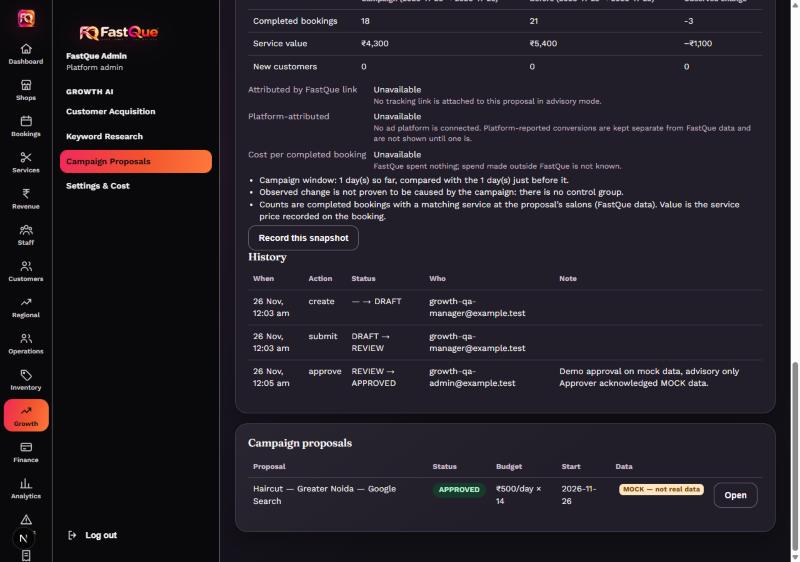 FastQue
FastQue Admin
Platform admin
GROWTH AI
Customer Acquisition
Keyword Research
Campaign Proposals
Settings & Cost
Log out
Dashboard
Shops
Bookings
Services
Revenue
Staff
Customers
Regional
Operations
Inventory
Growth
Finance
Analytics
N
Completed bookings 18 21 -3
Service value ₹4,300 ₹5,400 −₹1,100
New customers 0 0 0
Attributed by FastQue link Unavailable
No tracking link is attached to this proposal in advisory mode.
Platform-attributed Unavailable
No ad platform is connected. Platform-reported conversions are kept separate from FastQue data and
are not shown until one is.
Cost per completed booking Unavailable
FastQue spent nothing; spend made outside FastQue is not known.
• Campaign window: 1 day(s) so far, compared with the 1 day(s) just before it.
• Observed change is not proven to be caused by the campaign: there is no control group.
• Counts are completed bookings with a matching service at the proposal's salons (FastQue data). Value is the service
price recorded on the booking.
Record this snapshot
History
When Action Status Who Note
26 Nov, create — → DRAFT growth-qa-
12:03 am manager@example.test
26 Nov, submit DRAFT → growth-qa-
12:03 am REVIEW manager@example.test
26 Nov, approve REVIEW → growth-qa- Demo approval on mock data, advisory only
12:05 am APPROVED admin@example.test Approver acknowledged MOCK data.
Campaign proposals
Proposal Status Budget Start Data
Haircut — Greater Noida — Google APPROVED ₹500/day × 2026-11- MOCK — not real data Open
Search 14 26